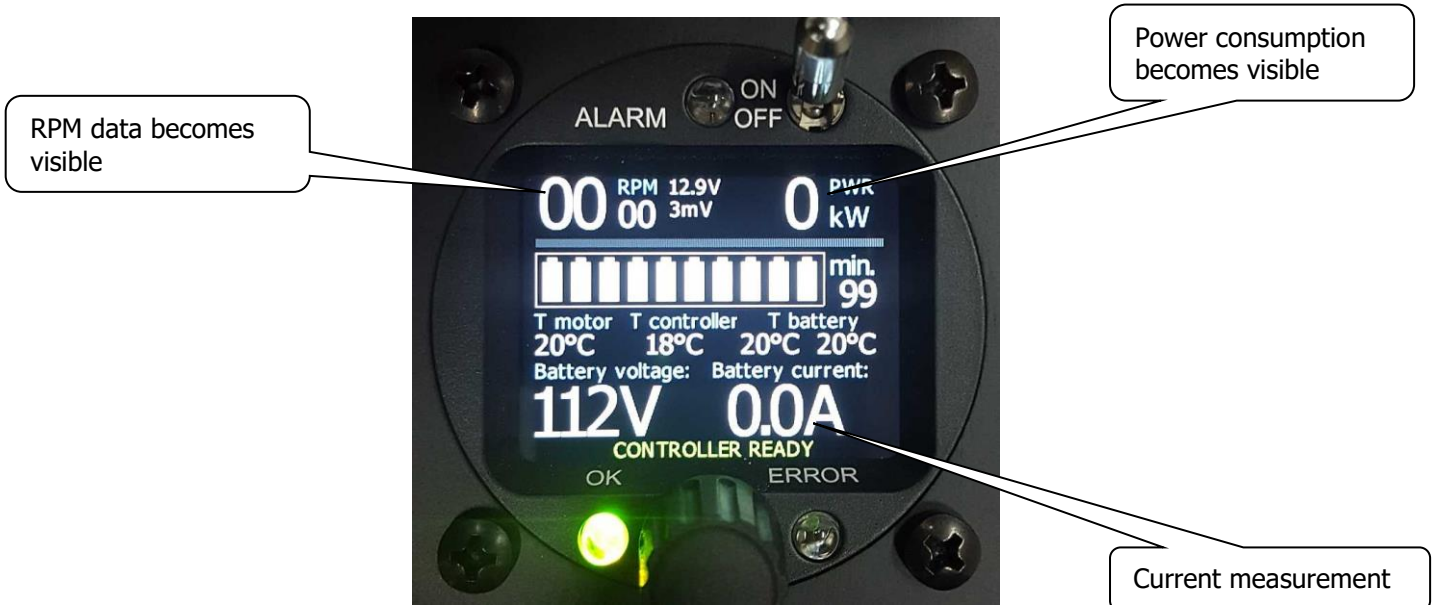 Power consumption
becomes visible
RPM data becomes
visible
ALARM
ON
OFF
00 RPM 00
12.9V
3mV
0 PWR
kW
min.
99
T motor T controller T battery
20°C 18°C 20°C 20°C
Battery voltage: Battery current:
112V 0.0A
CONTROLLER READY
OK ERROR
Current measurement